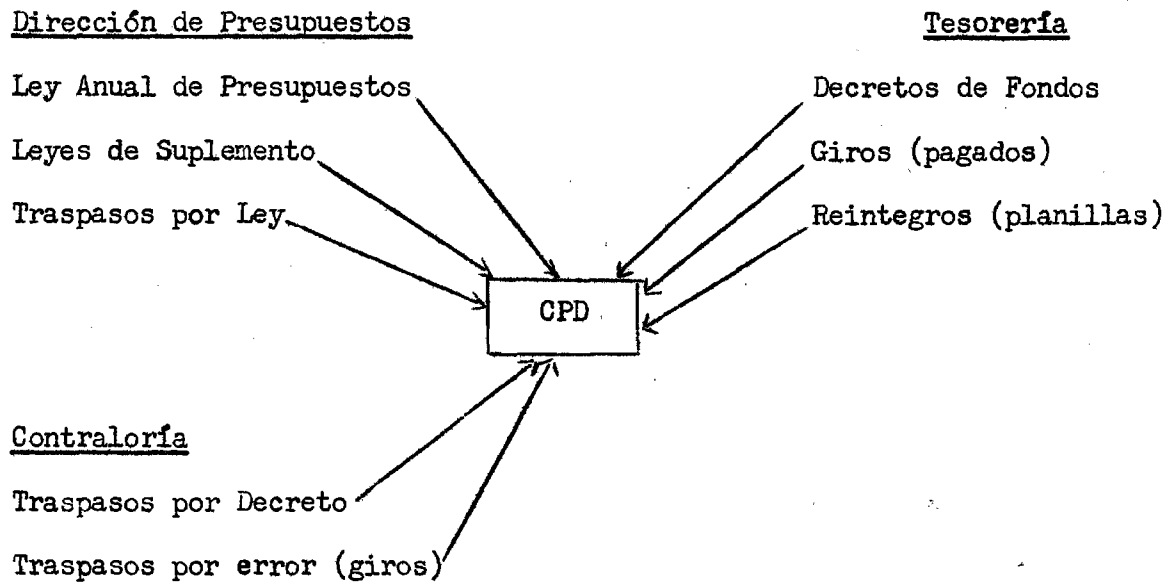 Dirección de Presupuestos
Ley Anual de Presupuestos
Leyes de Suplemento
Traspasos por Ley
Tesorería
Decretos de Fondos
Giros (pagados)
Reintegros (planillas)
CPD
Contraloría
Traspasos por Decreto
Traspasos por error (giros)